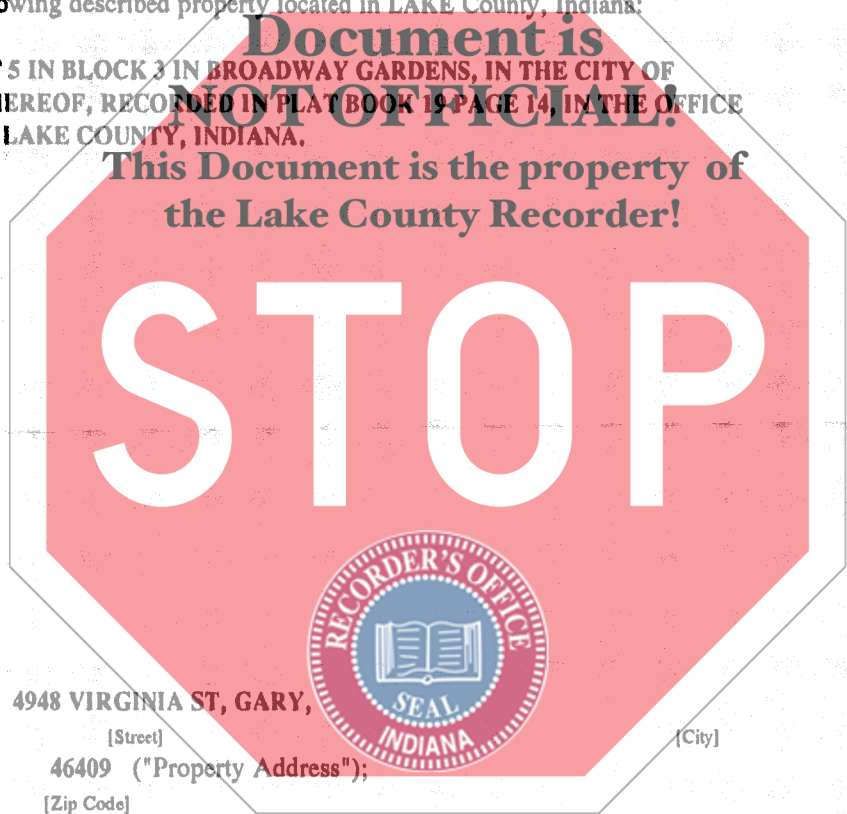 owing described property located in LAKE County, Indiana:
Document is
5 IN BLOCK 3 IN BROADWAY GARDENS, IN THE CITY OF
NOT OFFICIAL!
EREOF, RECORDED IN PLAT BOOK 19 PAGE 14, IN THE OFFICE
LAKE COUNTY, INDIANA.
This Document is the property of
the Lake County Recorder!
STOP
RECORDER'S OFFICE
SEAL
INDIANA
4948 VIRGINIA ST, GARY,
[Street] [City]
46409 ("Property Address");
[Zip Code]